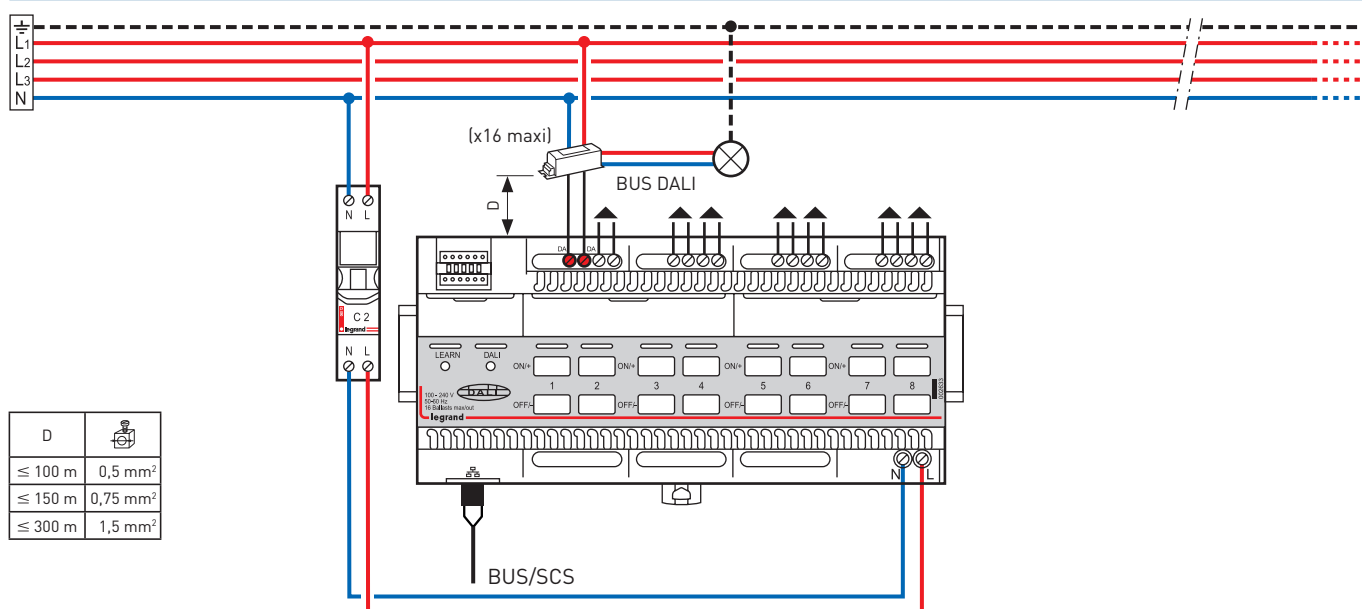 L1
L2
L3
N
(x16 maxi)
BUS DALI
D
N L
C 2
legrand
N L
DA DA
LEARN DALI
ON/+ ON/+ ON/+ ON/+
1 2 3 4 5 6 7 8
OFF/- OFF/- OFF/- OFF/-
DALI
100 - 240 V
50-60 Hz
16 Ballasts max/out
legrand
002633
N L
BUS/SCS
D
≤ 100 m 0,5 mm²
≤ 150 m 0,75 mm²
≤ 300 m 1,5 mm²